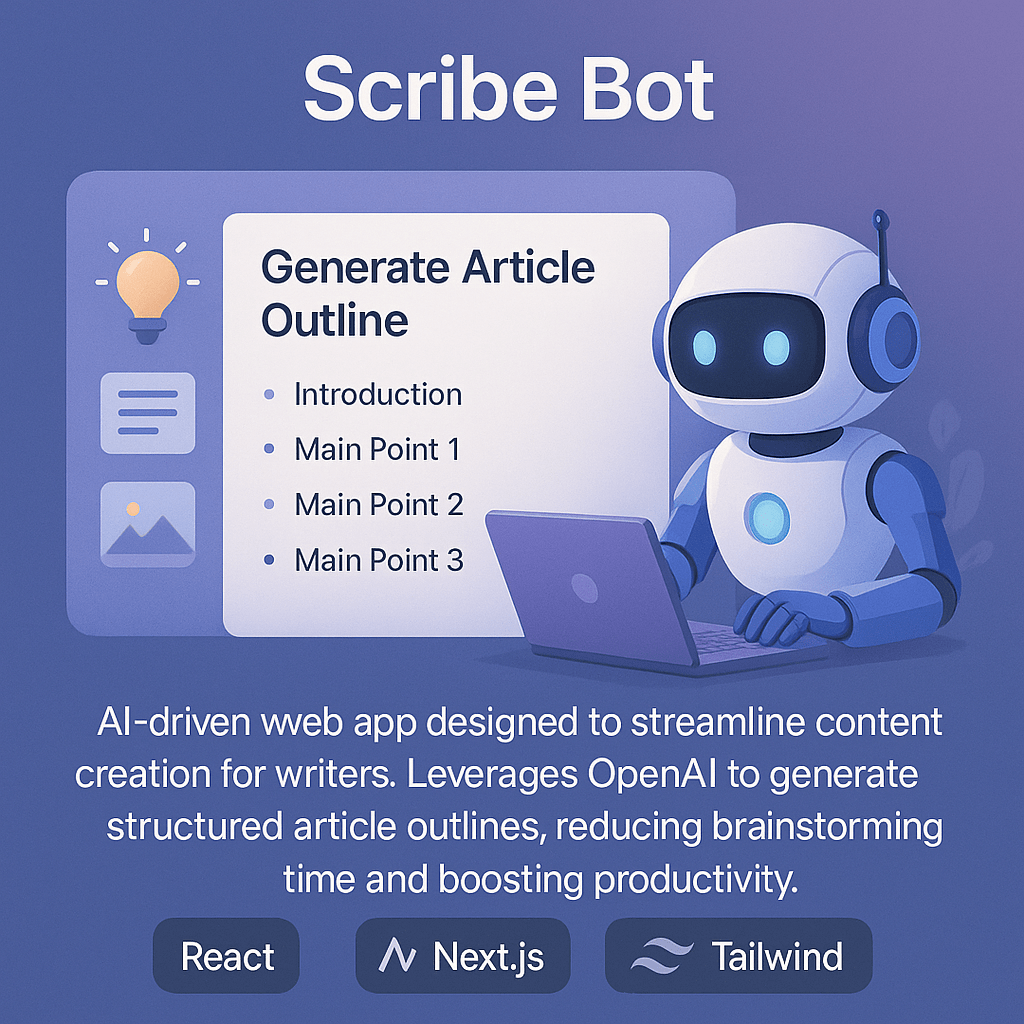 Scribe Bot
Generate Article
Outline
• Introduction
• Main Point 1
• Main Point 2
• Main Point 3
AI-driven web app designed to streamline content
creation for writers. Leverages OpenAI to generate
structured article outlines, reducing brainstorming
time and boosting productivity.
React
Next.js
Tailwind